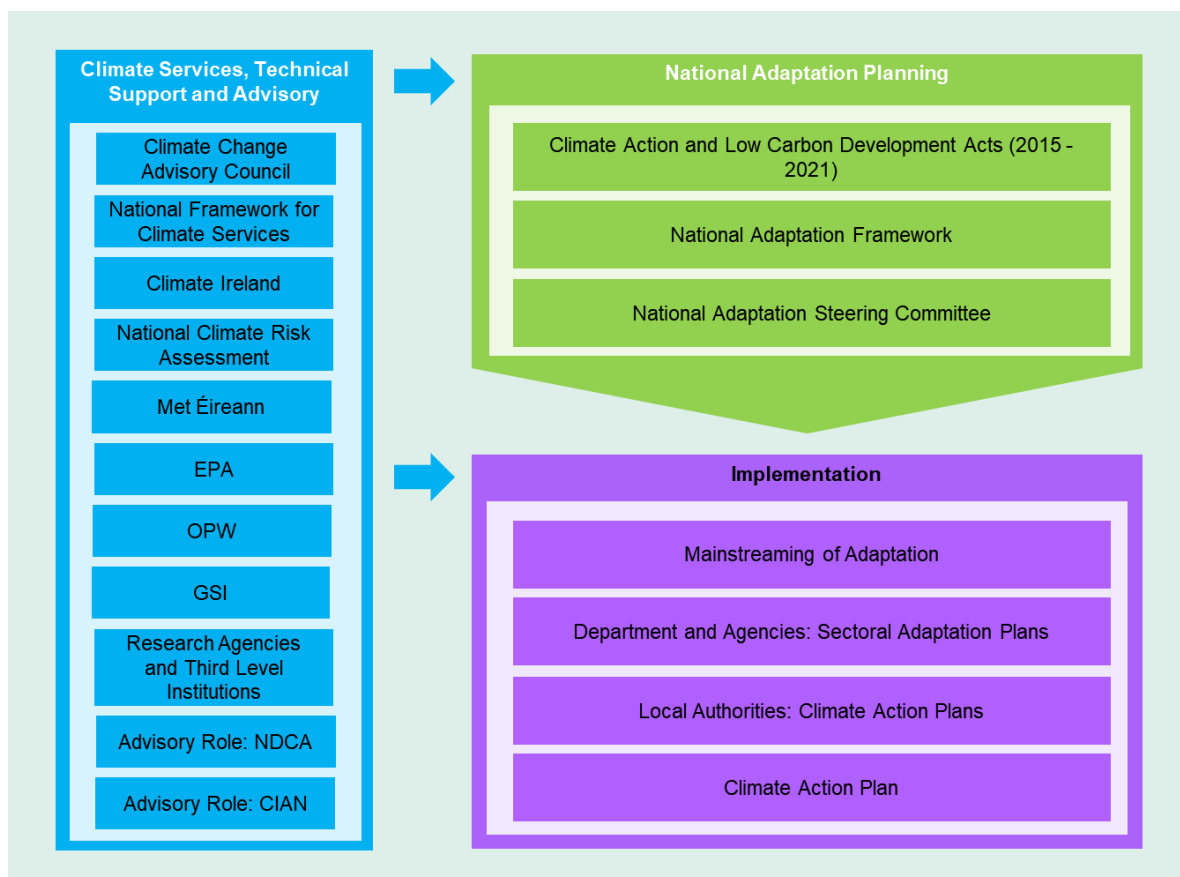 Climate Services, Technical
Support and Advisory
Climate Change
Advisory Council
National Framework for
Climate Services
Climate Ireland
National Climate Risk
Assessment
Met Éireann
EPA
OPW
GSI
Research Agencies
and Third Level
Institutions
Advisory Role: NDCA
Advisory Role: CIAN
National Adaptation Planning
Climate Action and Low Carbon Development Acts (2015 -
2021)
National Adaptation Framework
National Adaptation Steering Committee
Implementation
Mainstreaming of Adaptation
Department and Agencies: Sectoral Adaptation Plans
Local Authorities: Climate Action Plans
Climate Action Plan